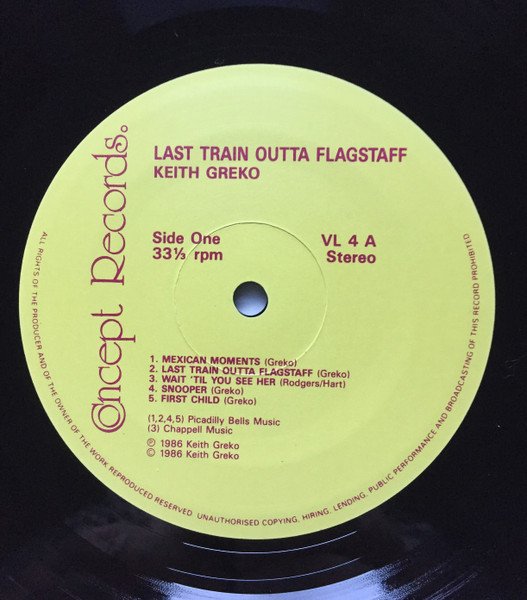 Concept Records.
LAST TRAIN OUTTA FLAGSTAFF
KEITH GREKO
Side One
33⅓ rpm
VL 4 A
Stereo
1. MEXICAN MOMENTS (Greko)
2. LAST TRAIN OUTTA FLAGSTAFF (Greko)
3. WAIT 'TIL YOU SEE HER (Rodgers/Hart)
4. SNOOPER (Greko)
5. FIRST CHILD (Greko)
(1,2,4,5) Picadilly Bells Music
(3) Chappell Music
℗ 1986 Keith Greko
© 1986 Keith Greko
ALL RIGHTS OF THE PRODUCER AND OF THE OWNER OF THE WORK REPRODUCED RESERVED. UNAUTHORISED COPYING, HIRING, LENDING, PUBLIC PERFORMANCE AND BROADCASTING OF THIS RECORD PROHIBITED